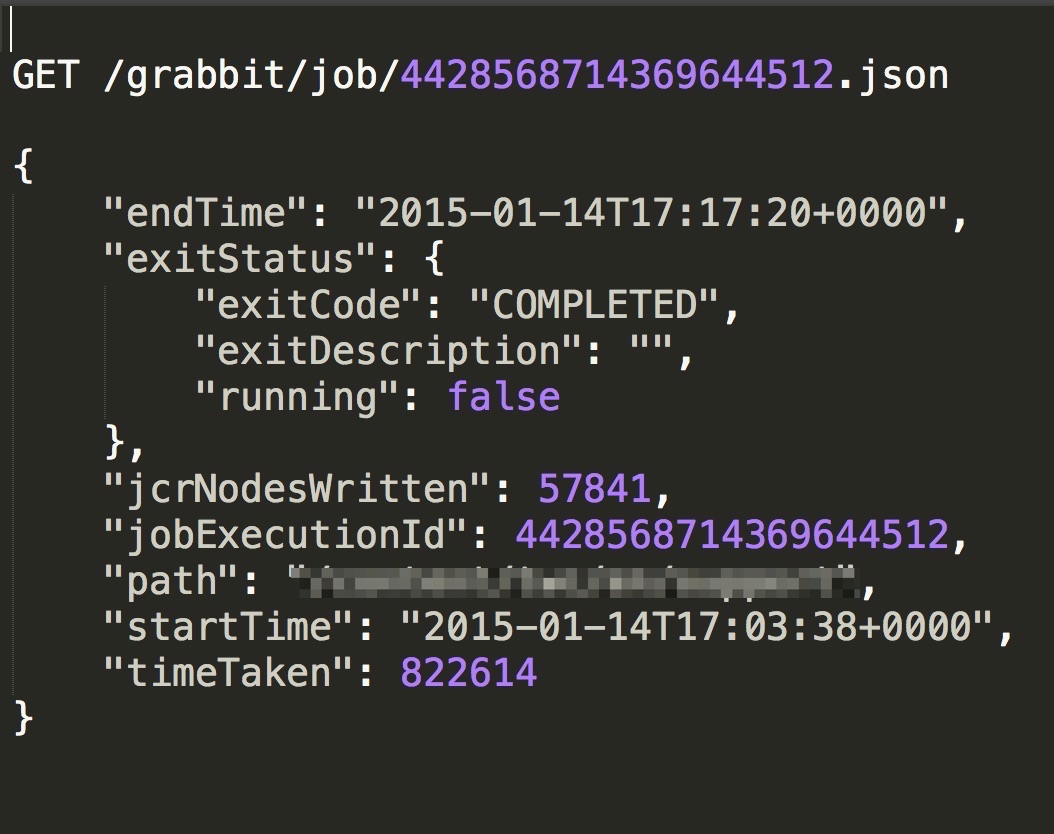 GET /grabbit/job/4428568714369644512.json
{
"endTime": "2015-01-14T17:17:20+0000",
"exitStatus": {
"exitCode": "COMPLETED",
"exitDescription": "",
"running": false
},
"jcrNodesWritten": 57841,
"jobExecutionId": 4428568714369644512,
"path": ,
"startTime": "2015-01-14T17:03:38+0000",
"timeTaken": 822614
}